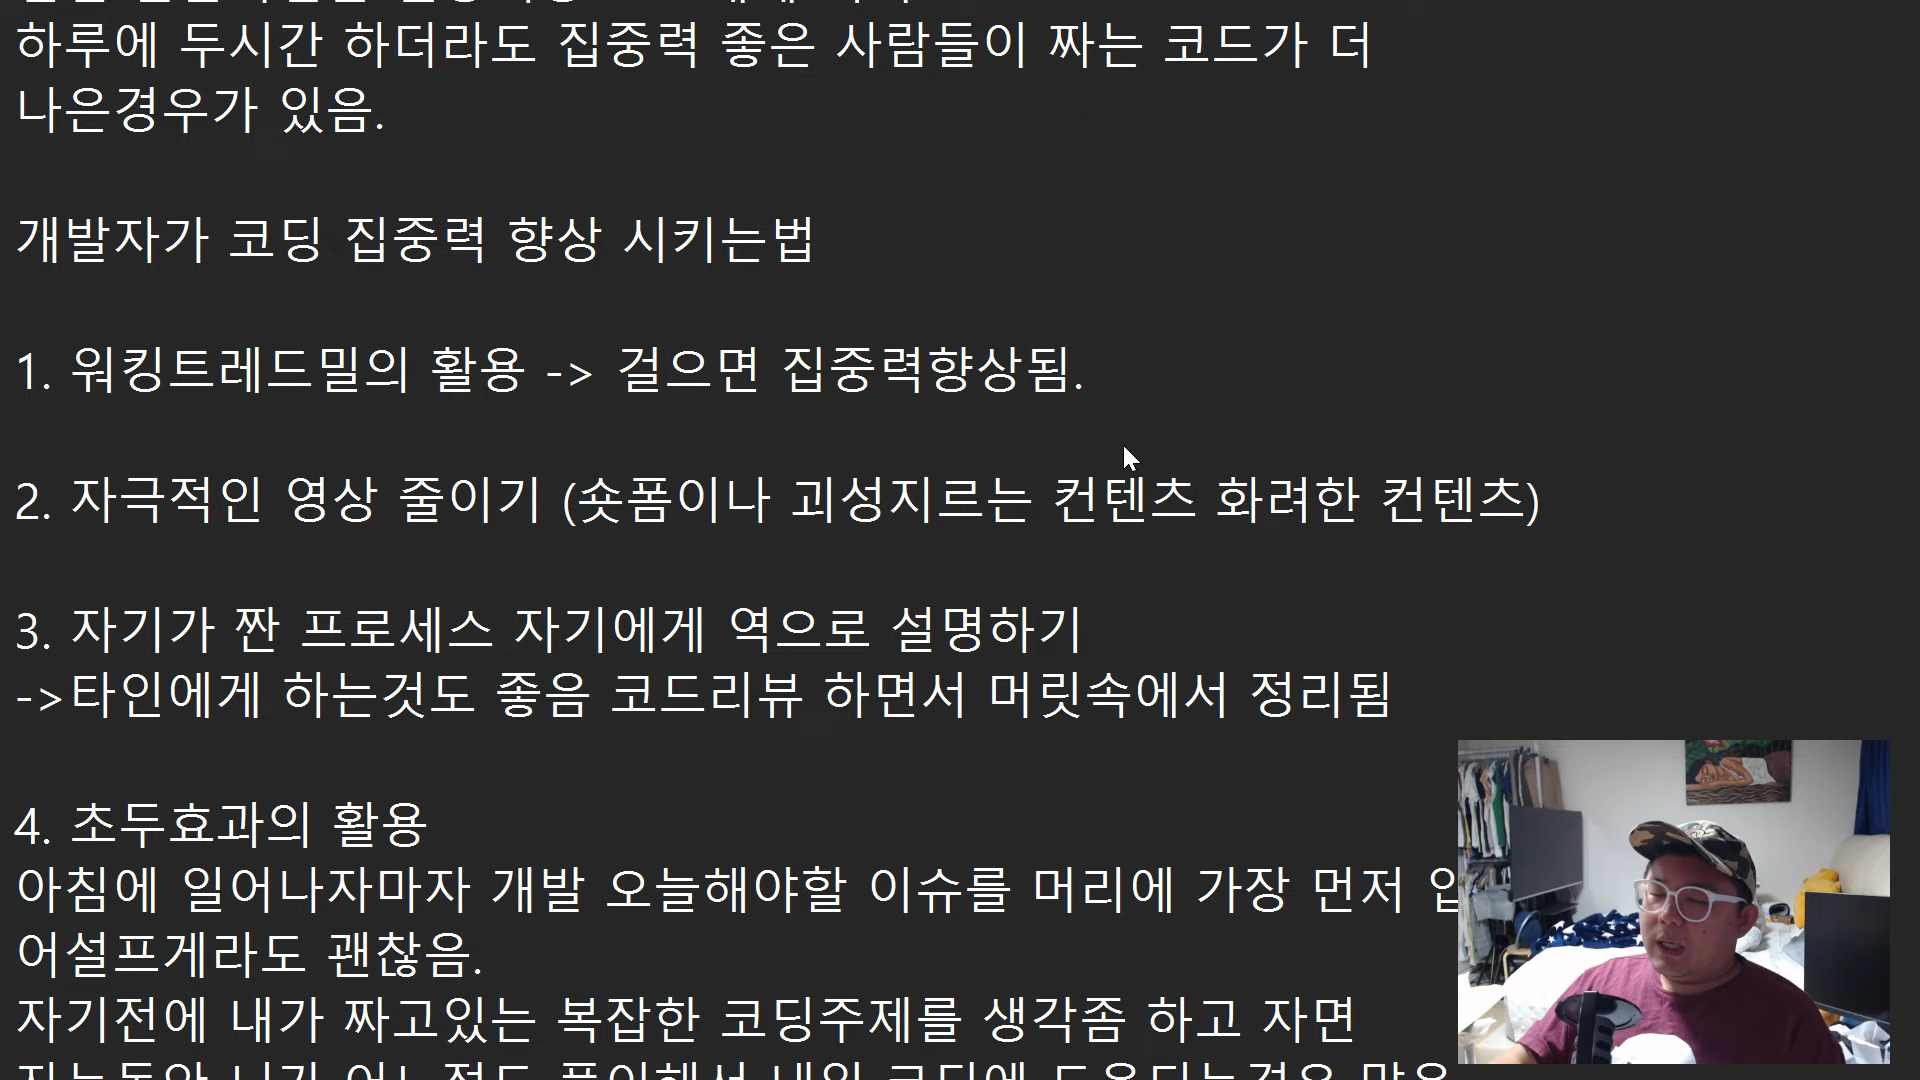 하루에 두시간 하더라도 집중력 좋은 사람들이 짜는 코드가 더
나은경우가 있음.
개발자가 코딩 집중력 향상 시키는법
1. 워킹트레드밀의 활용 -> 걸으면 집중력향상됨.
2. 자극적인 영상 줄이기 (숏폼이나 괴성지르는 컨텐츠 화려한 컨텐츠)
3. 자기가 짠 프로세스 자기에게 역으로 설명하기
->타인에게 하는것도 좋음 코드리뷰 하면서 머릿속에서 정리됨
4. 초두효과의 활용
아침에 일어나자마자 개발 오늘해야할 이슈를 머리에 가장 먼저
어설프게라도 괜찮음.
자기전에 내가 짜고있는 복잡한 코딩주제를 생각좀 하고 자면